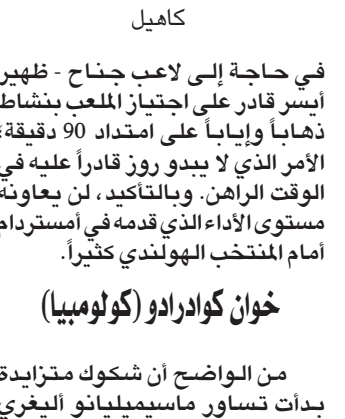 كاهيل
في حاجة إلى لاعب جناح - ظهير
أيسر قادر على اجتياز الملعب بنشاط
ذهاباً وإياباً على امتداد 90 دقيقة؛
الأمر الذي لا يبدو روز قادراً عليه في
الوقت الراهن. وبالتأكيد، لن يعاونه
مستوى الأداء الذي قدمه في أمستردام
أمام المنتخب الهولندي كثيراً.
خوان كوادرادو (كولومبيا)
من الواضح أن شكوك متزايدة
بدأت تساور ماسيميليانو أليغري